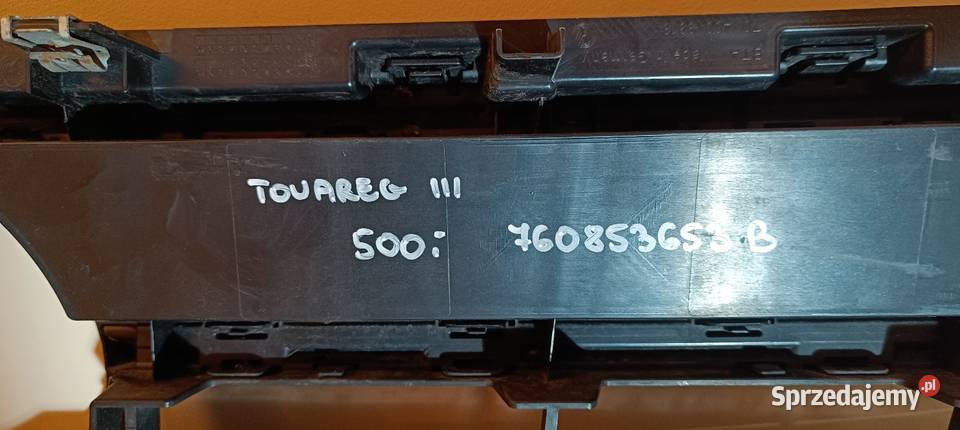 TOUAREG III
500:- 760853653 B
Sprzedajemy.pl